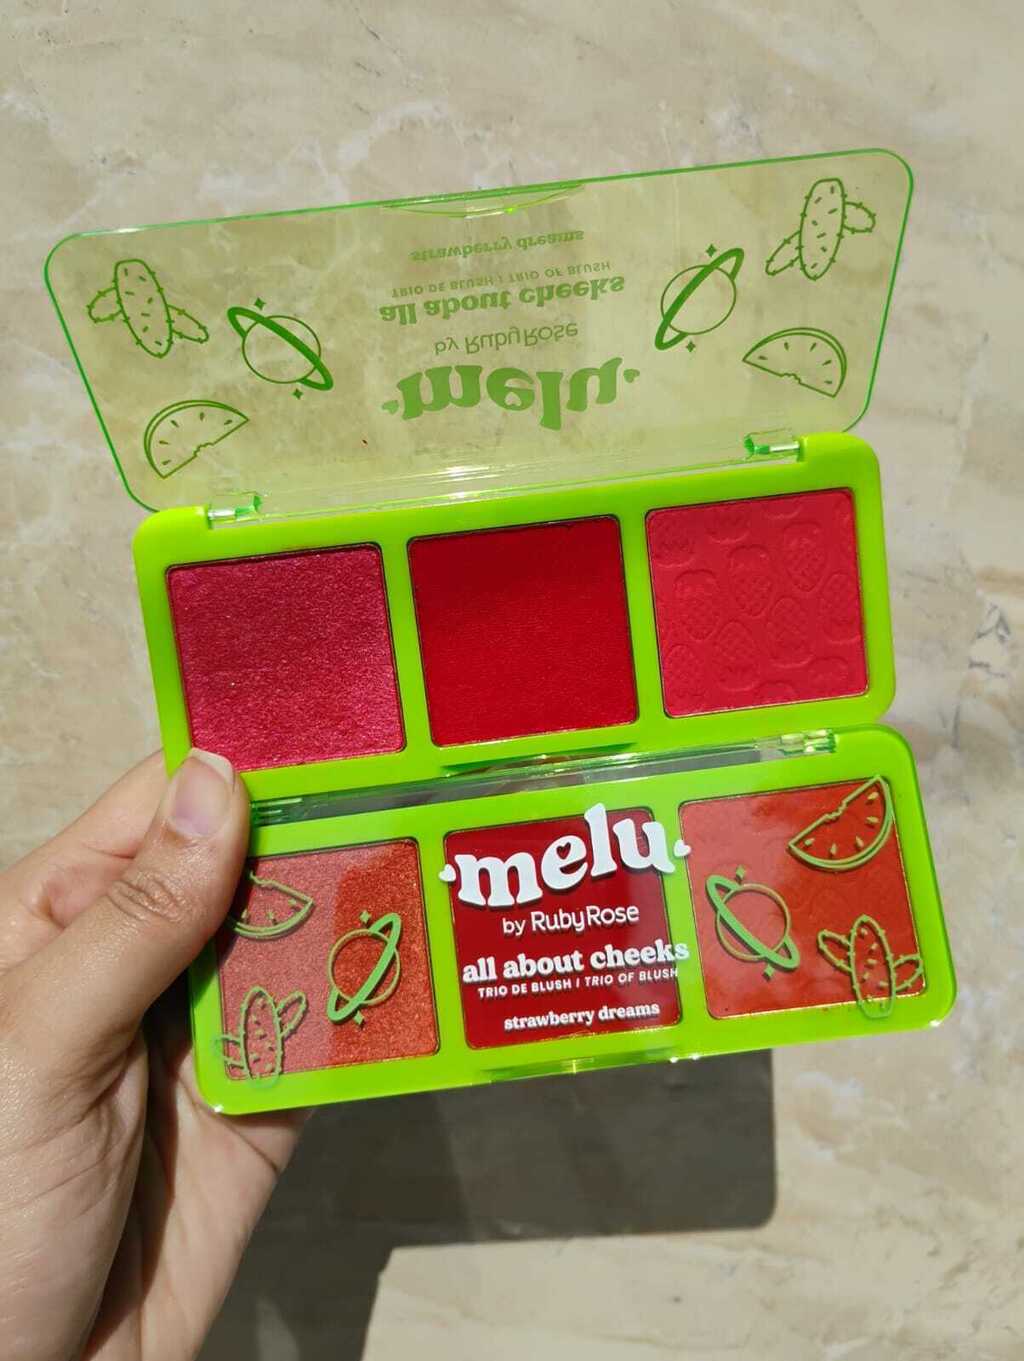 strawberry dreams
TRIO DE BLUSH / TRIO OF BLUSH
all about cheeks
by RubyRose
melu
melu
by RubyRose
all about cheeks
TRIO DE BLUSH / TRIO OF BLUSH
strawberry dreams